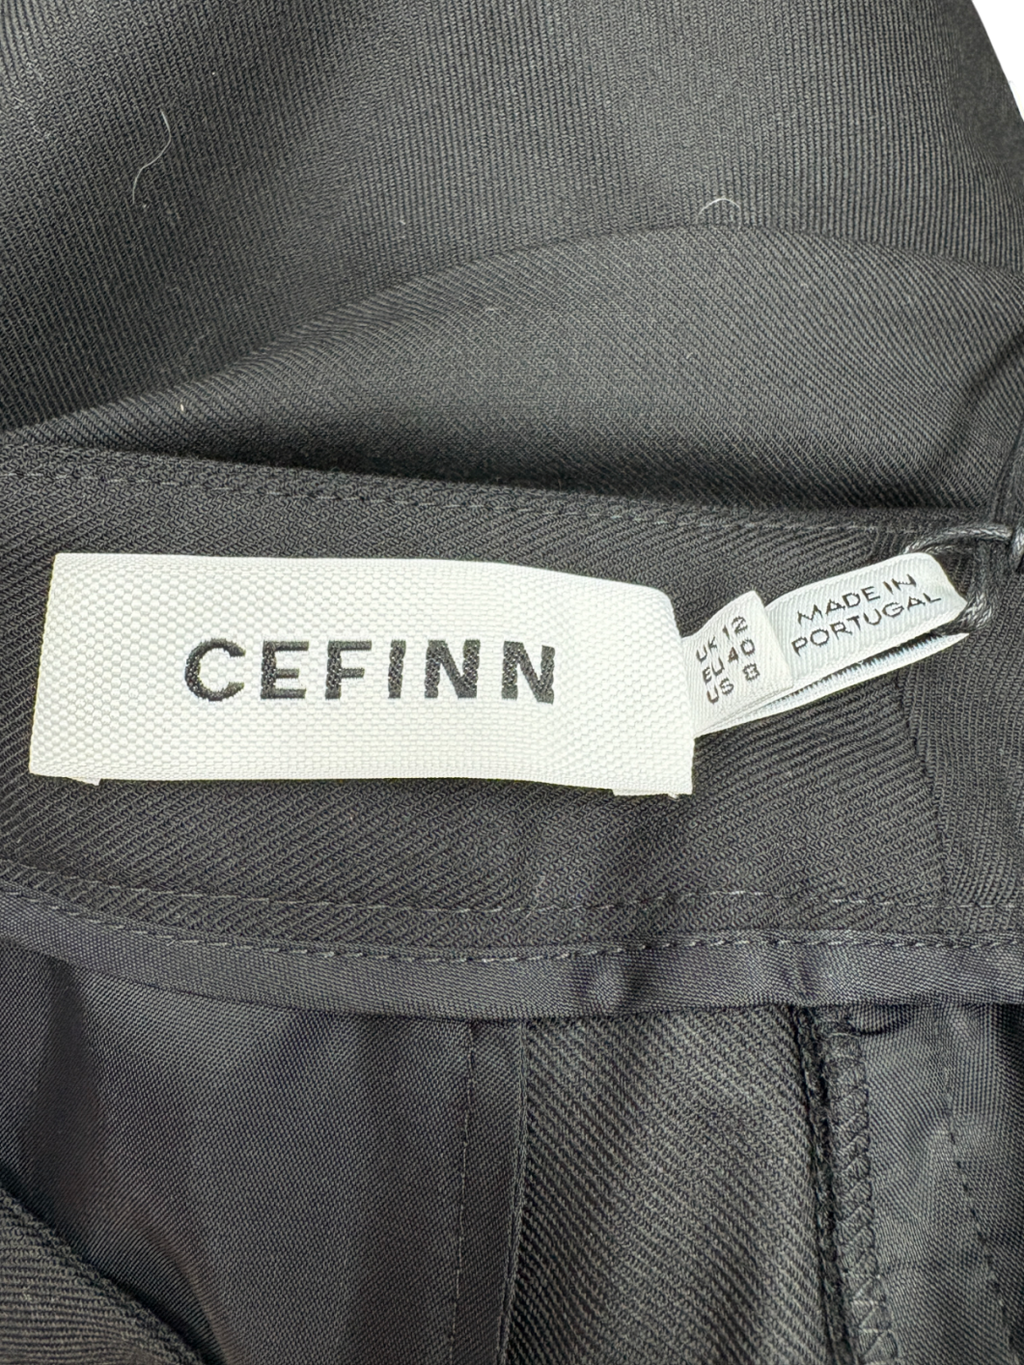 CEFINN
UK 12
EU 40
US 8
MADE IN
PORTUGAL